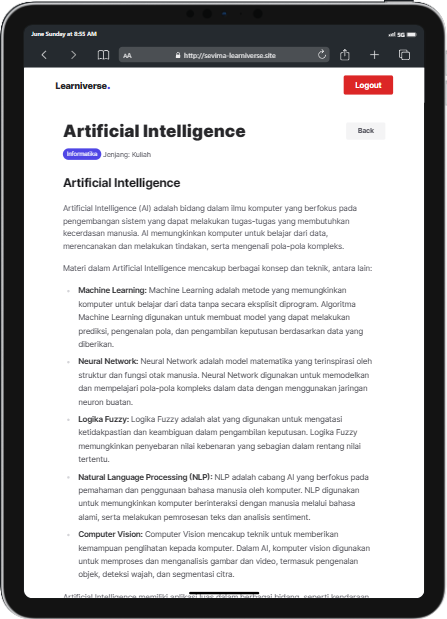 June Sunday at 8:55 AM
5G
AA
http://sevima-learniverse.site
Learniverse.
Logout
Artificial Intelligence
Back
Informatika Jenjang: Kuliah
Artificial Intelligence
Artificial Intelligence (AI) adalah bidang dalam ilmu komputer yang berfokus pada
pengembangan sistem yang dapat melakukan tugas-tugas yang membutuhkan
kecerdasan manusia. AI memungkinkan komputer untuk belajar dari data,
merencanakan dan melakukan tindakan, serta mengenali pola-pola kompleks.
Materi dalam Artificial Intelligence mencakup berbagai konsep dan teknik, antara lain:
Machine Learning: Machine Learning adalah metode yang memungkinkan
komputer untuk belajar dari data tanpa secara eksplisit diprogram. Algoritma
Machine Learning digunakan untuk membuat model yang dapat melakukan
prediksi, pengenalan pola, dan pengambilan keputusan berdasarkan data yang
diberikan.
Neural Network: Neural Network adalah model matematika yang terinspirasi oleh
struktur dan fungsi otak manusia. Neural Network digunakan untuk memodelkan
dan mempelajari pola-pola kompleks dalam data dengan menggunakan jaringan
neuron buatan.
Logika Fuzzy: Logika Fuzzy adalah alat yang digunakan untuk mengatasi
ketidakpastian dan keambiguan dalam pengambilan keputusan. Logika Fuzzy
memungkinkan penyebaran nilai kebenaran yang sebagian dalam rentang nilai
tertentu.
Natural Language Processing (NLP): NLP adalah cabang AI yang berfokus pada
pemahaman dan penggunaan bahasa manusia oleh komputer. NLP digunakan
untuk memungkinkan komputer berinteraksi dengan manusia melalui bahasa
alami, serta melakukan pemrosesan teks dan analisis sentiment.
Computer Vision: Computer Vision mencakup teknik untuk memberikan
kemampuan penglihatan kepada komputer. Dalam AI, computer vision digunakan
untuk memproses dan menganalisis gambar dan video, termasuk pengenalan
objek, deteksi wajah, dan segmentasi citra.
Artificial Intelligence memiliki aplikasi luas dalam berbagai bidang, seperti kendaraan